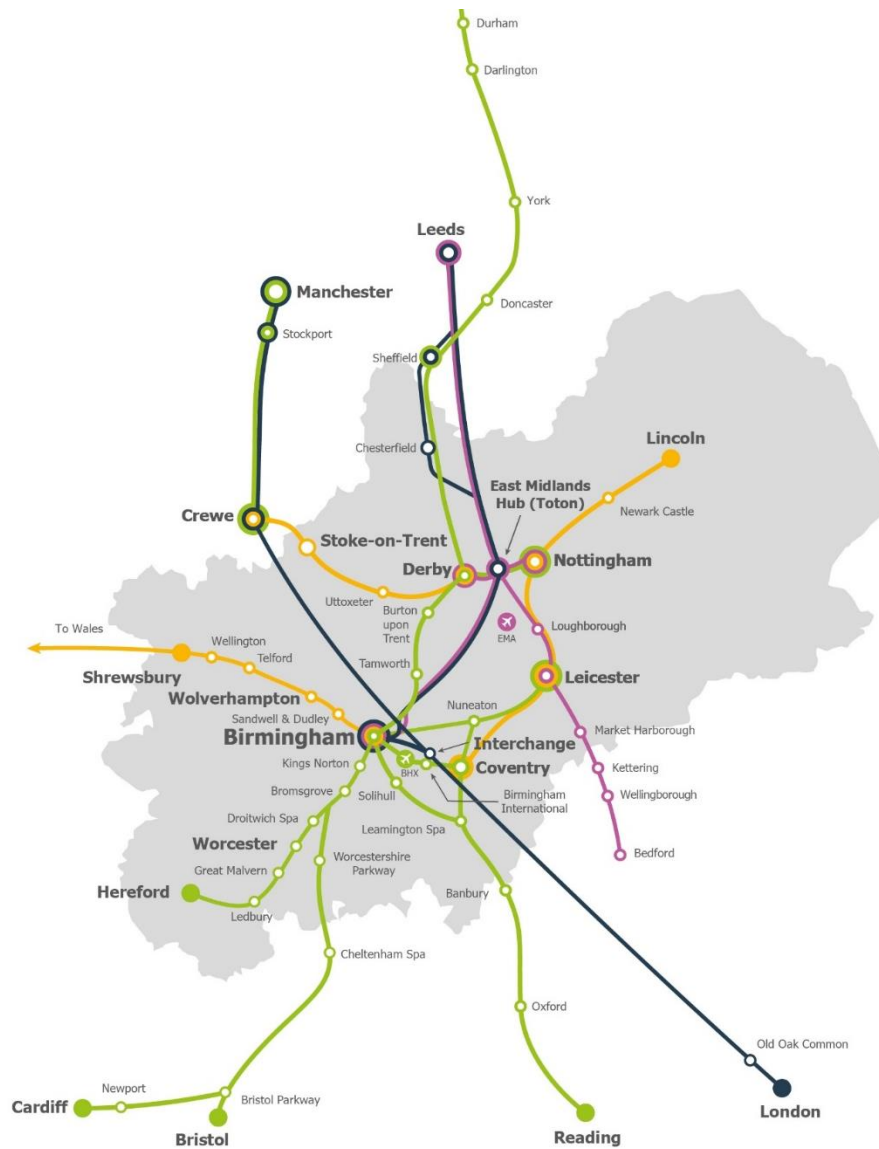 Durham
Darlington
York
Leeds
Manchester
Doncaster
Stockport
Sheffield
Lincoln
Chesterfield
East Midlands
Hub (Toton)
Newark Castle
Crewe
Stoke-on-Trent
Nottingham
Derby
Uttoxeter
Burton
upon
Trent
To Wales
EMA
Loughborough
Wellington
Telford
Shrewsbury
Tamworth
Leicester
Wolverhampton
Sandwell & Dudley
Nuneaton
Market Harborough
Birmingham
Interchange
Kings Norton
BHX
Coventry
Kettering
Bromsgrove
Solihull
Birmingham
International
Wellingborough
Droitwich Spa
Leamington Spa
Worcester
Worcestershire
Parkway
Bedford
Great Malvern
Hereford
Ledbury
Banbury
Cheltenham Spa
Oxford
Old Oak Common
Newport
Cardiff
Bristol Parkway
London
Bristol
Reading